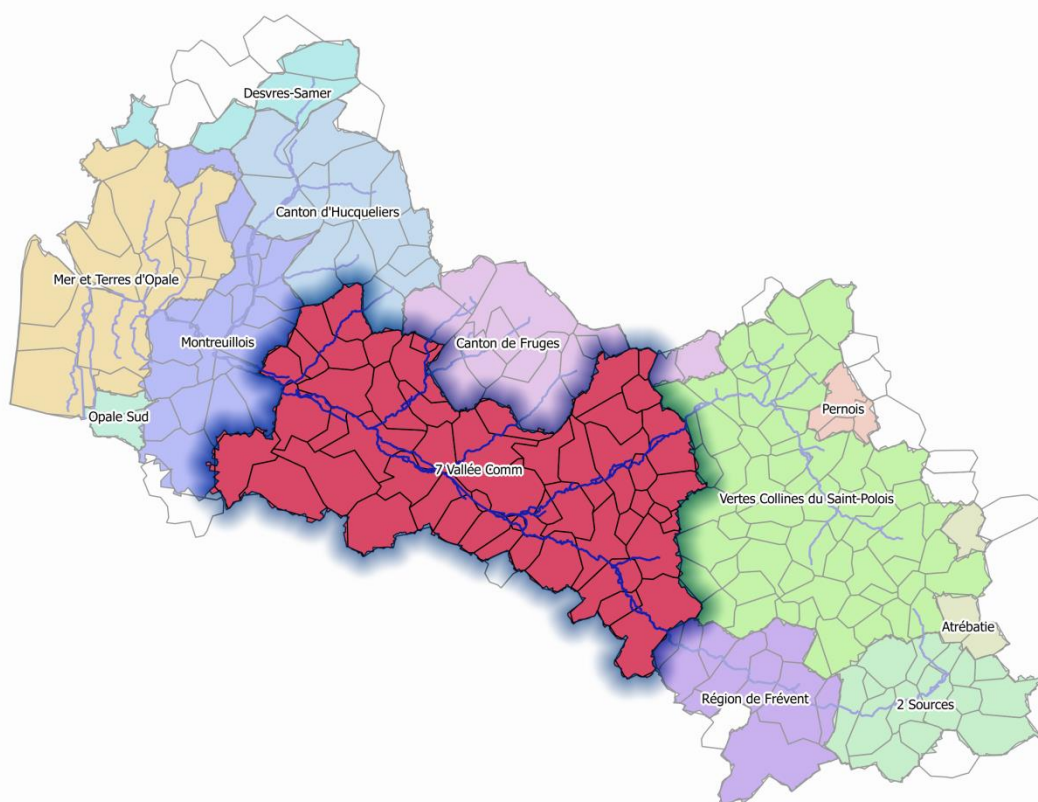 Desvres-Samer
Canton d'Hucqueliers
Mer et Terres d'Opale
Montreuillois
Canton de Fruges
Opale Sud
Pernois
7 Vallée Comm
Vertes Collines du Saint-Polois
Atrébatie
Région de Frévent
2 Sources